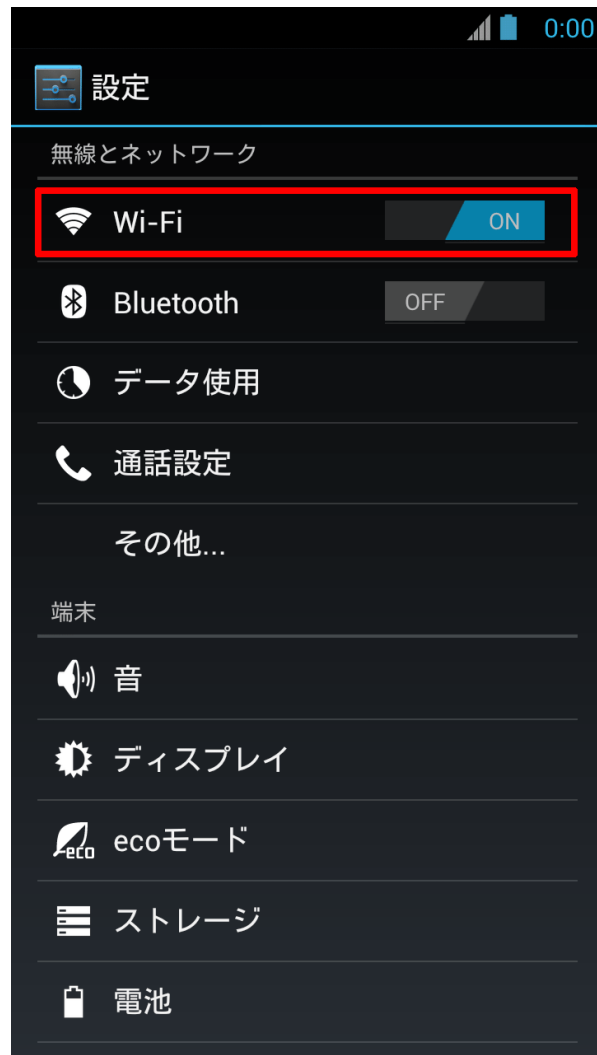 0:00
設定
無線とネットワーク
Wi-Fi ON
Bluetooth OFF
データ使用
通話設定
その他...
端末
音
ディスプレイ
eco ecoモード
ストレージ
電池